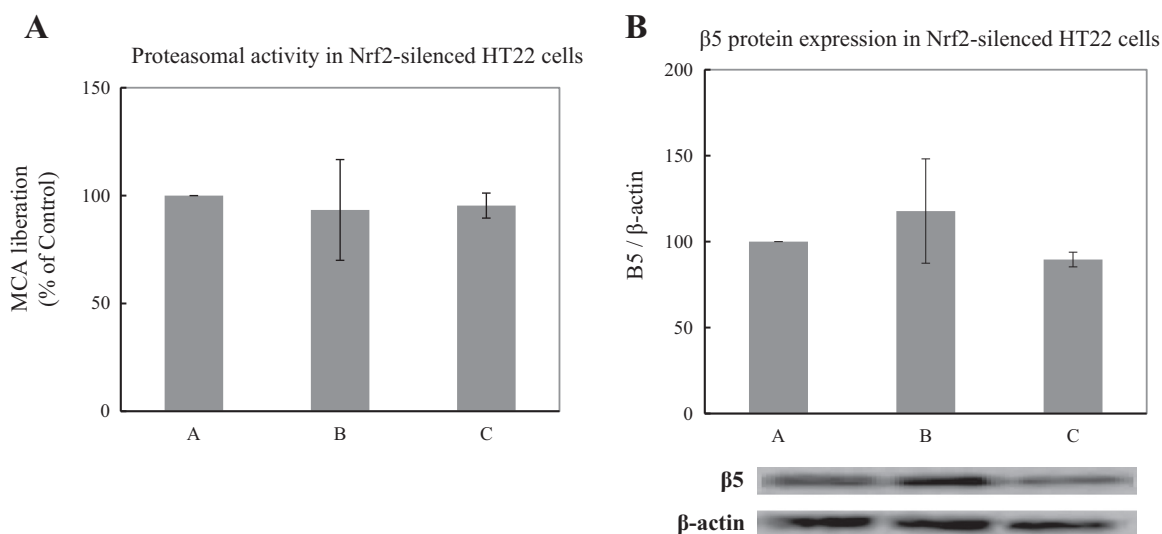 A
Proteasomal activity in Nrf2-silenced HT22 cells
MCA liberation
(% of Control)
150
100
50
0
A B C
B
β5 protein expression in Nrf2-silenced HT22 cells
B5 / β-actin
200
150
100
50
0
A B C
β5
β-actin